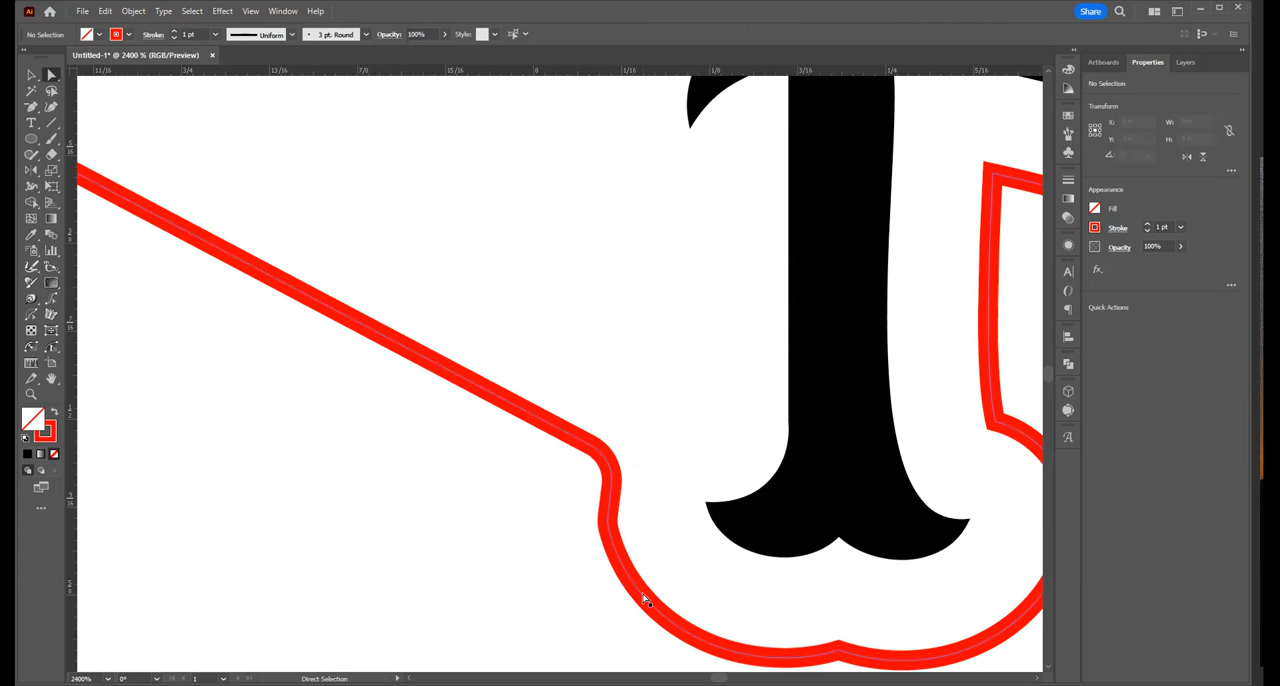 Ai File Edit Object Type Select Effect View Window Help Share
No Selection Stroke: 1 pt Uniform 3 pt. Round Opacity: 100% Style:
Untitled-1* @ 2400 % (RGB/Preview) ×
11/16 3/4 13/16 7/8 15/16 0 1/16 1/8 3/16 1/4 5/16
Artboards Properties Layers
No Selection
Transform
X: W:
Y: H:
Appearance
Fill
Stroke 1 pt
Opacity 100%
fx
Quick Actions
2400% 0° 1 Direct Selection